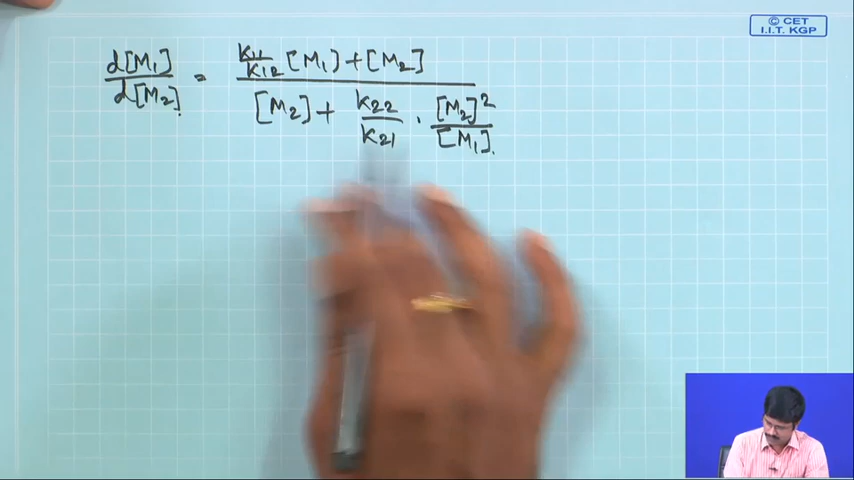 © CET
I.I.T. KGP
d[M₁]/d[M₂] = (k₁₁/k₁₂ [M₁] + [M₂]) / ([M₂] + k₂₂/k₂₁ · [M₂]²/[M₁])